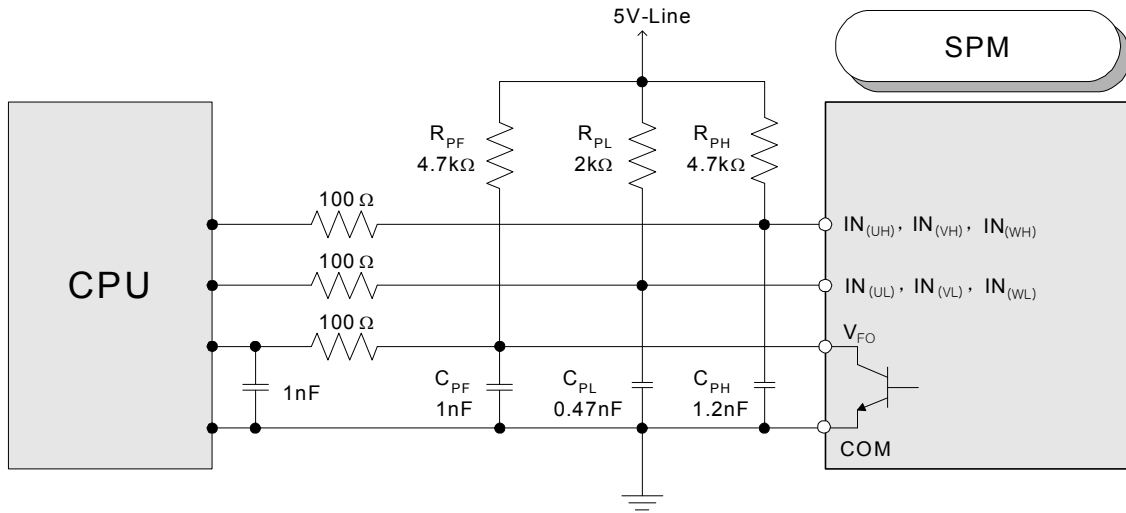 5V-Line
SPM
R_PF
4.7kΩ
R_PL
2kΩ
R_PH
4.7kΩ
100 Ω
IN(UH), IN(VH), IN(WH)
CPU
100 Ω
IN(UL), IN(VL), IN(WL)
100 Ω
V_FO
1nF
C_PF
1nF
C_PL
0.47nF
C_PH
1.2nF
COM